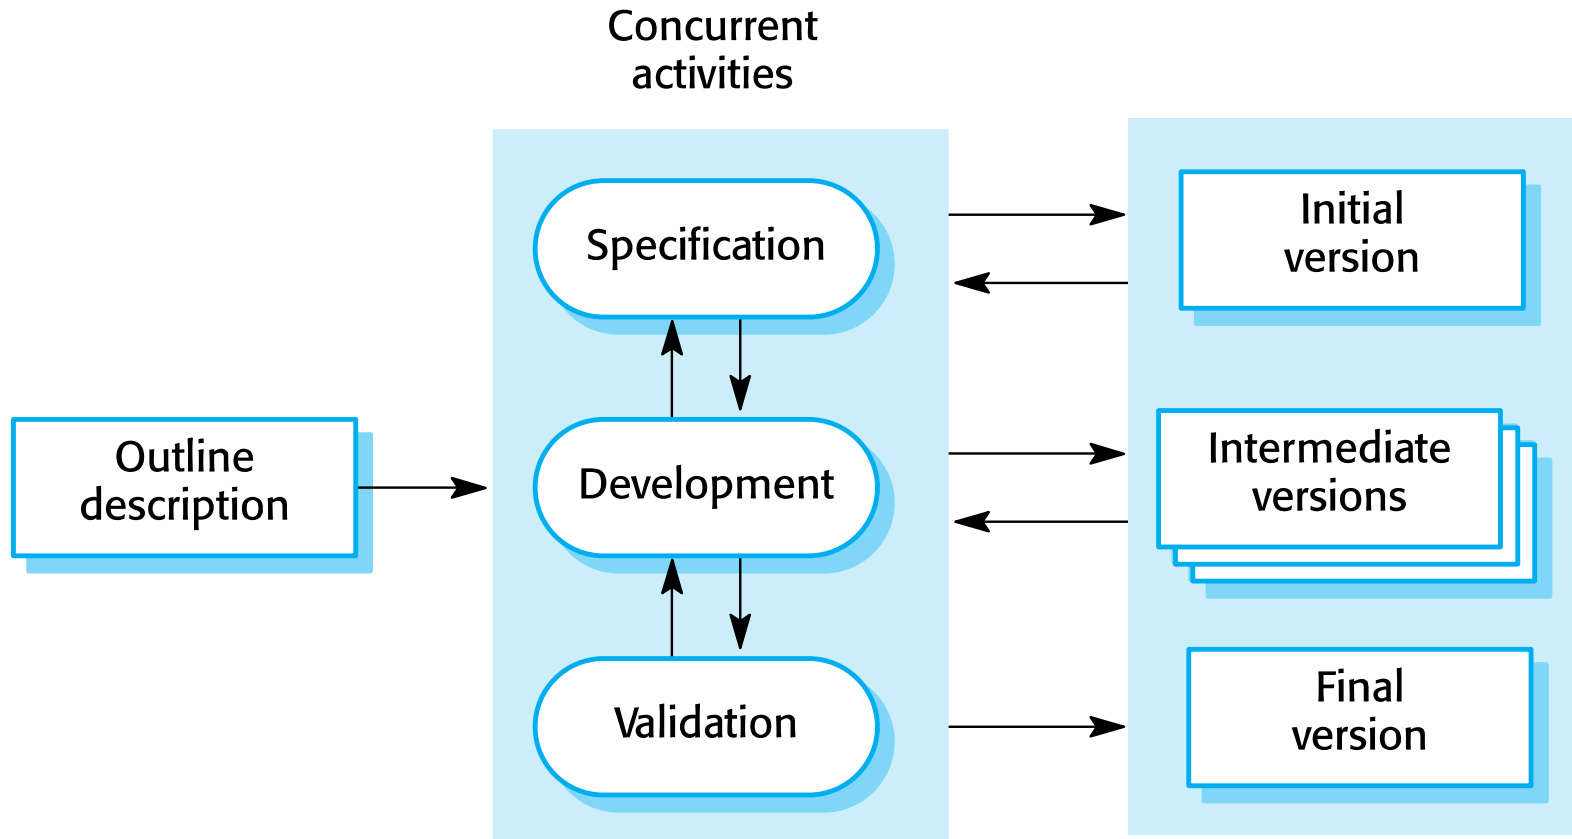 Concurrent
activities
Specification
Initial
version
Outline
description
Development
Intermediate
versions
Validation
Final
version